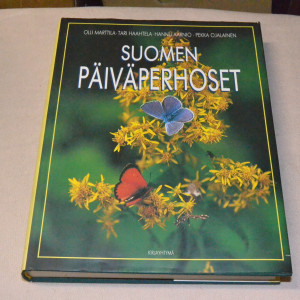 OLLI MARTTILA · TARI HAAHTELA · HANNU AARNIO · PEKKA OJALAINEN
SUOMEN
PÄIVÄPERHOSET
KIRJAYHTYMÄ